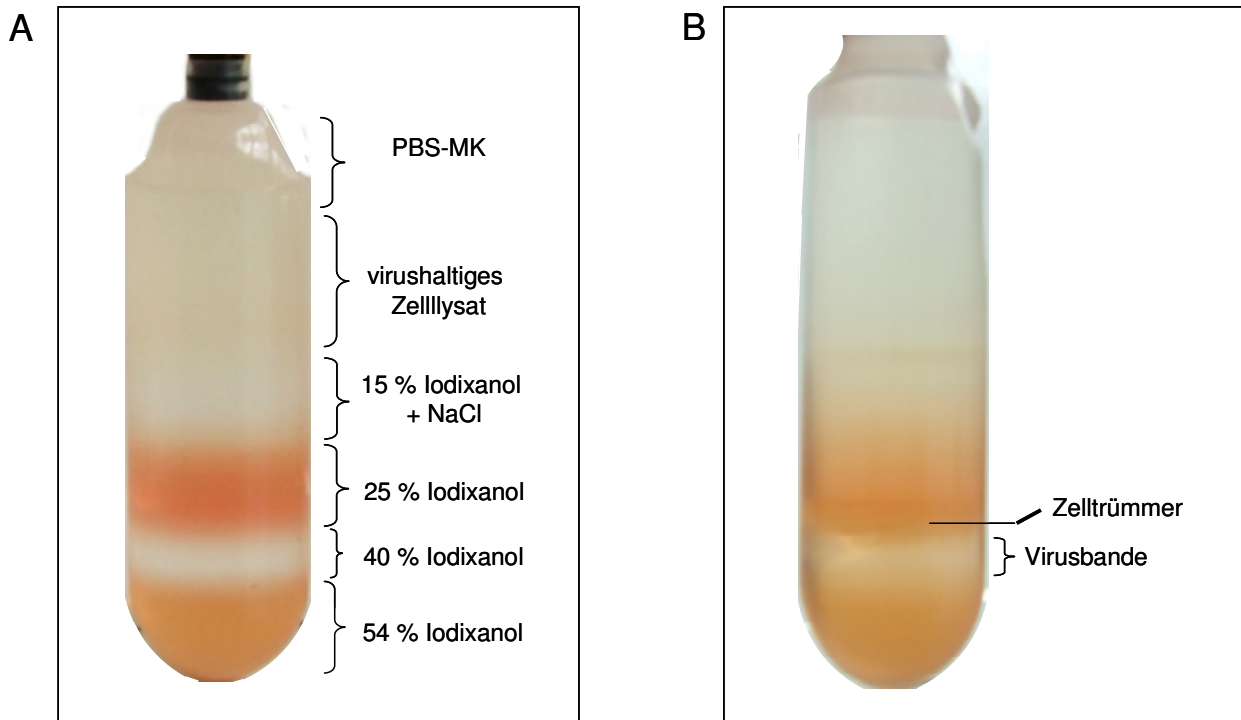 A
PBS-MK
virushaltiges
Zellllysat
15 % Iodixanol
+ NaCl
25 % Iodixanol
40 % Iodixanol
54 % Iodixanol
B
Zelltrümmer
Virusbande